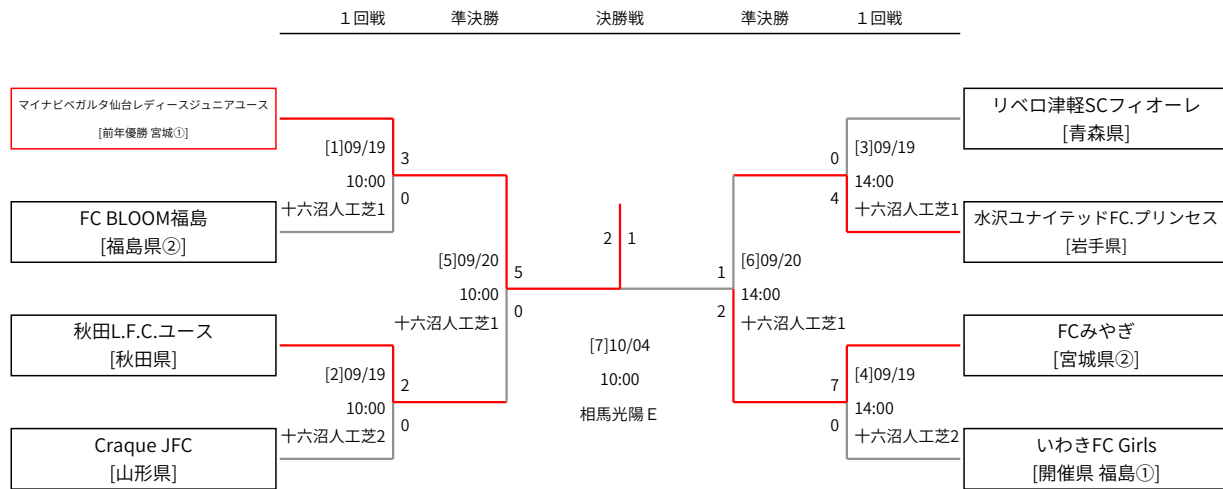 １回戦 準決勝 決勝戦 準決勝 １回戦
マイナビベガルタ仙台レディースジュニアユース
[前年優勝 宮城①]
[1]09/19
3
10:00
0
十六沼人工芝1
FC BLOOM福島
[福島県②]
[5]09/20
5
10:00
0
十六沼人工芝1
秋田L.F.C.ユース
[秋田県]
[2]09/19
2
10:00
0
十六沼人工芝2
Craque JFC
[山形県]
2 1
[7]10/04
10:00
相馬光陽Ｅ
リベロ津軽SCフィオーレ
[青森県]
[3]09/19
0
14:00
4
十六沼人工芝1
水沢ユナイテッドFC.プリンセス
[岩手県]
[6]09/20
1
14:00
2
十六沼人工芝1
FCみやぎ
[宮城県②]
[4]09/19
7
14:00
0
十六沼人工芝2
いわきFC Girls
[開催県 福島①]